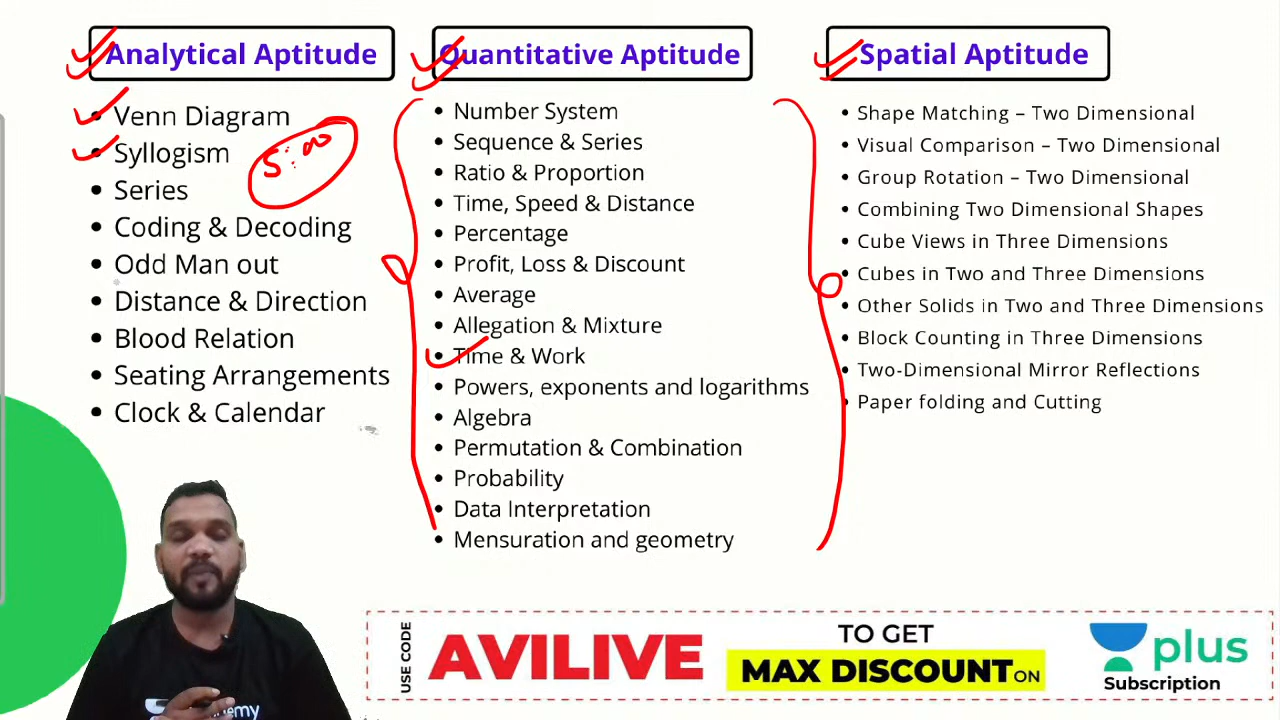 Analytical Aptitude
Venn Diagram
Syllogism
5:00
Series
Coding & Decoding
Odd Man out
Distance & Direction
Blood Relation
Seating Arrangements
Clock & Calendar
Quantitative Aptitude
Number System
Sequence & Series
Ratio & Proportion
Time, Speed & Distance
Percentage
Profit, Loss & Discount
Average
Allegation & Mixture
Time & Work
Powers, exponents and logarithms
Algebra
Permutation & Combination
Probability
Data Interpretation
Mensuration and geometry
Spatial Aptitude
Shape Matching – Two Dimensional
Visual Comparison – Two Dimensional
Group Rotation – Two Dimensional
Combining Two Dimensional Shapes
Cube Views in Three Dimensions
Cubes in Two and Three Dimensions
Other Solids in Two and Three Dimensions
Block Counting in Three Dimensions
Two-Dimensional Mirror Reflections
Paper folding and Cutting
USE CODE
AVILIVE
TO GET
MAX DISCOUNT ON
plus
Subscription